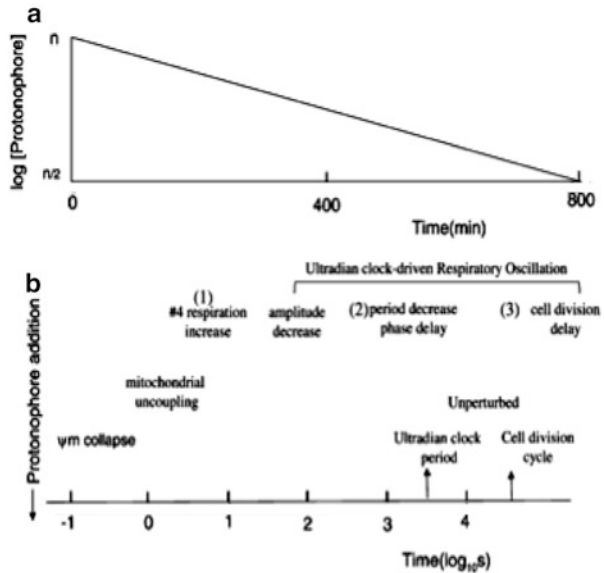 a
n
log [Protonophore]
n/2
0
400
800
Time(min)
b
Ultradian clock-driven Respiratory Oscillation
(1)
#4 respiration
increase
amplitude
decrease
(2) period decrease
phase delay
(3) cell division
delay
mitochondrial
uncoupling
Unperturbed
ψm collapse
Ultradian clock
period
Cell division
cycle
Protonophore addition
-1
0
1
2
3
4
Time(log₁₀s)